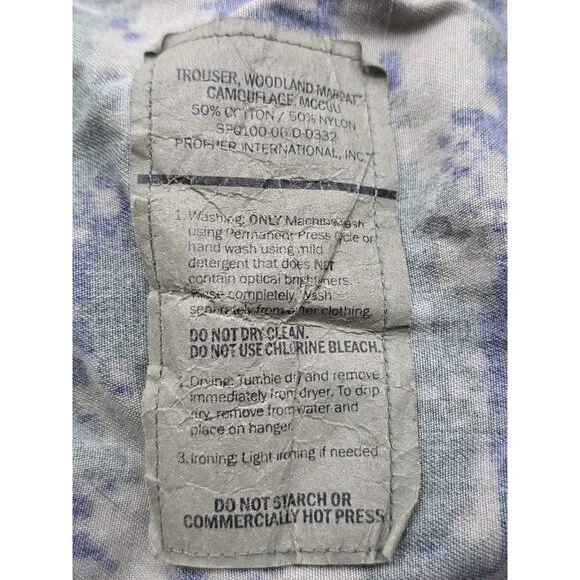 TROUSER, WOODLAND MARPAT
CAMOUFLAGE, MCCUU
50% COTTON / 50% NYLON
SPO100-06-D-0332
PROPPER INTERNATIONAL, INC.
1. Washing: ONLY Machine wash
using Permanent Press Cycle or
hand wash using mild
detergent that does NOT
contain optical brighteners.
Rinse completely. Wash
separately from other clothing.
DO NOT DRY CLEAN.
DO NOT USE CHLORINE BLEACH.
2. Drying: Tumble dry and remove
immediately from dryer. To drip
dry, remove from water and
place on hanger.
3. Ironing: Light ironing if needed
DO NOT STARCH OR
COMMERCIALLY HOT PRESS